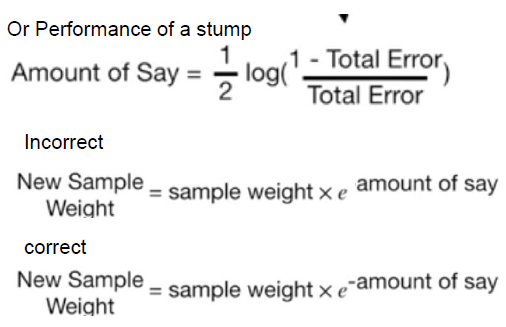 Or Performance of a stump
Amount of Say = 1/2 log(1 - Total Error / Total Error)
Incorrect
New Sample Weight = sample weight × e^amount of say
correct
New Sample Weight = sample weight × e^-amount of say